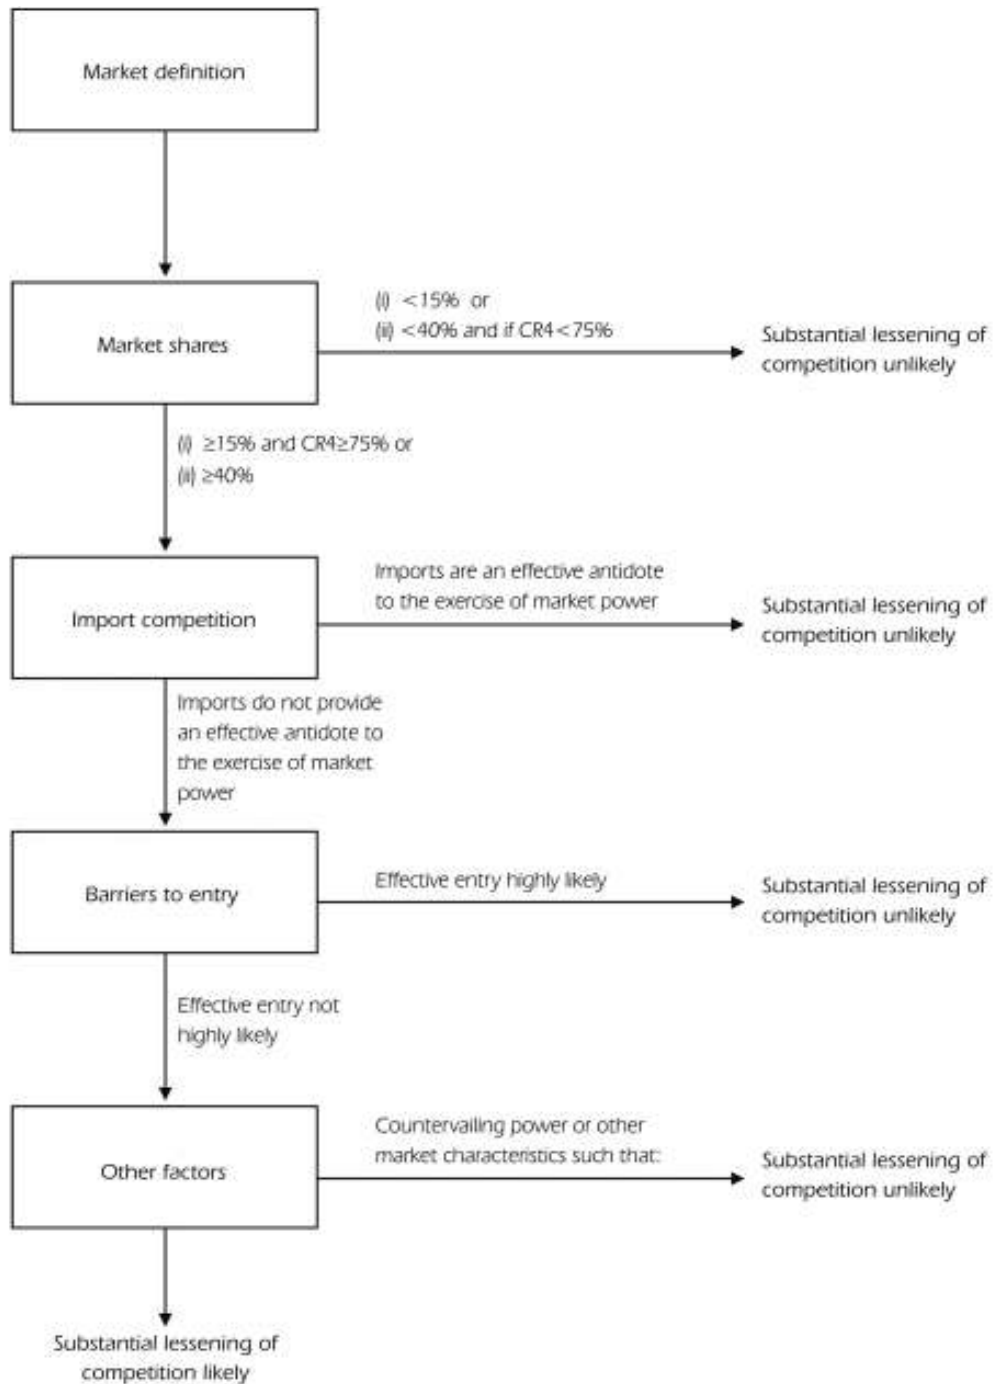 Market definition
(i) <15% or
(ii) <40% and if CR4<75%
Market shares
Substantial lessening of
competition unlikely
(i) ≥15% and CR4≥75% or
(ii) ≥40%
Imports are an effective antidote
to the exercise of market power
Import competition
Substantial lessening of
competition unlikely
Imports do not provide
an effective antidote to
the exercise of market
power
Effective entry highly likely
Barriers to entry
Substantial lessening of
competition unlikely
Effective entry not
highly likely
Countervailing power or other
market characteristics such that:
Other factors
Substantial lessening of
competition unlikely
Substantial lessening of
competition likely